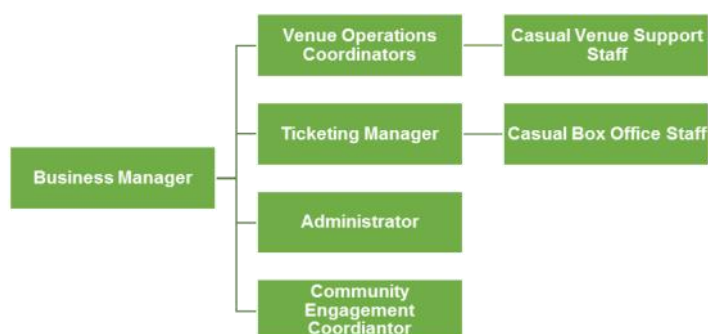 Venue Operations
Coordinators
Casual Venue Support
Staff
Ticketing Manager
Casual Box Office Staff
Business Manager
Administrator
Community
Engagement
Coordiantor